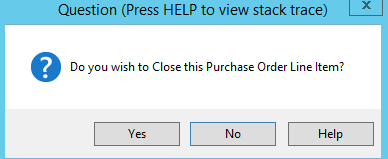 Question (Press HELP to view stack trace)
x
Do you wish to Close this Purchase Order Line Item?
Yes No Help